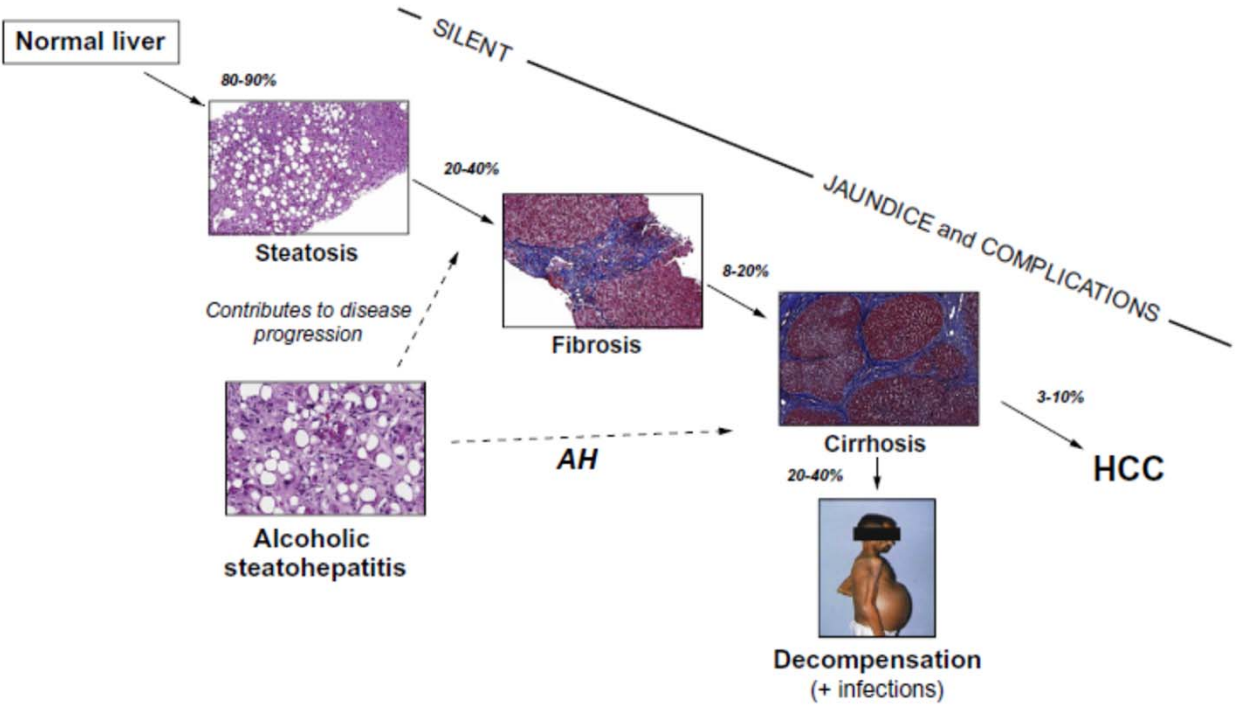 Normal liver
SILENT
80-90%
20-40%
JAUNDICE and COMPLICATIONS
Steatosis
8-20%
Contributes to disease
progression
Fibrosis
3-10%
Cirrhosis
AH
HCC
20-40%
Alcoholic
steatohepatitis
Decompensation
(+ infections)